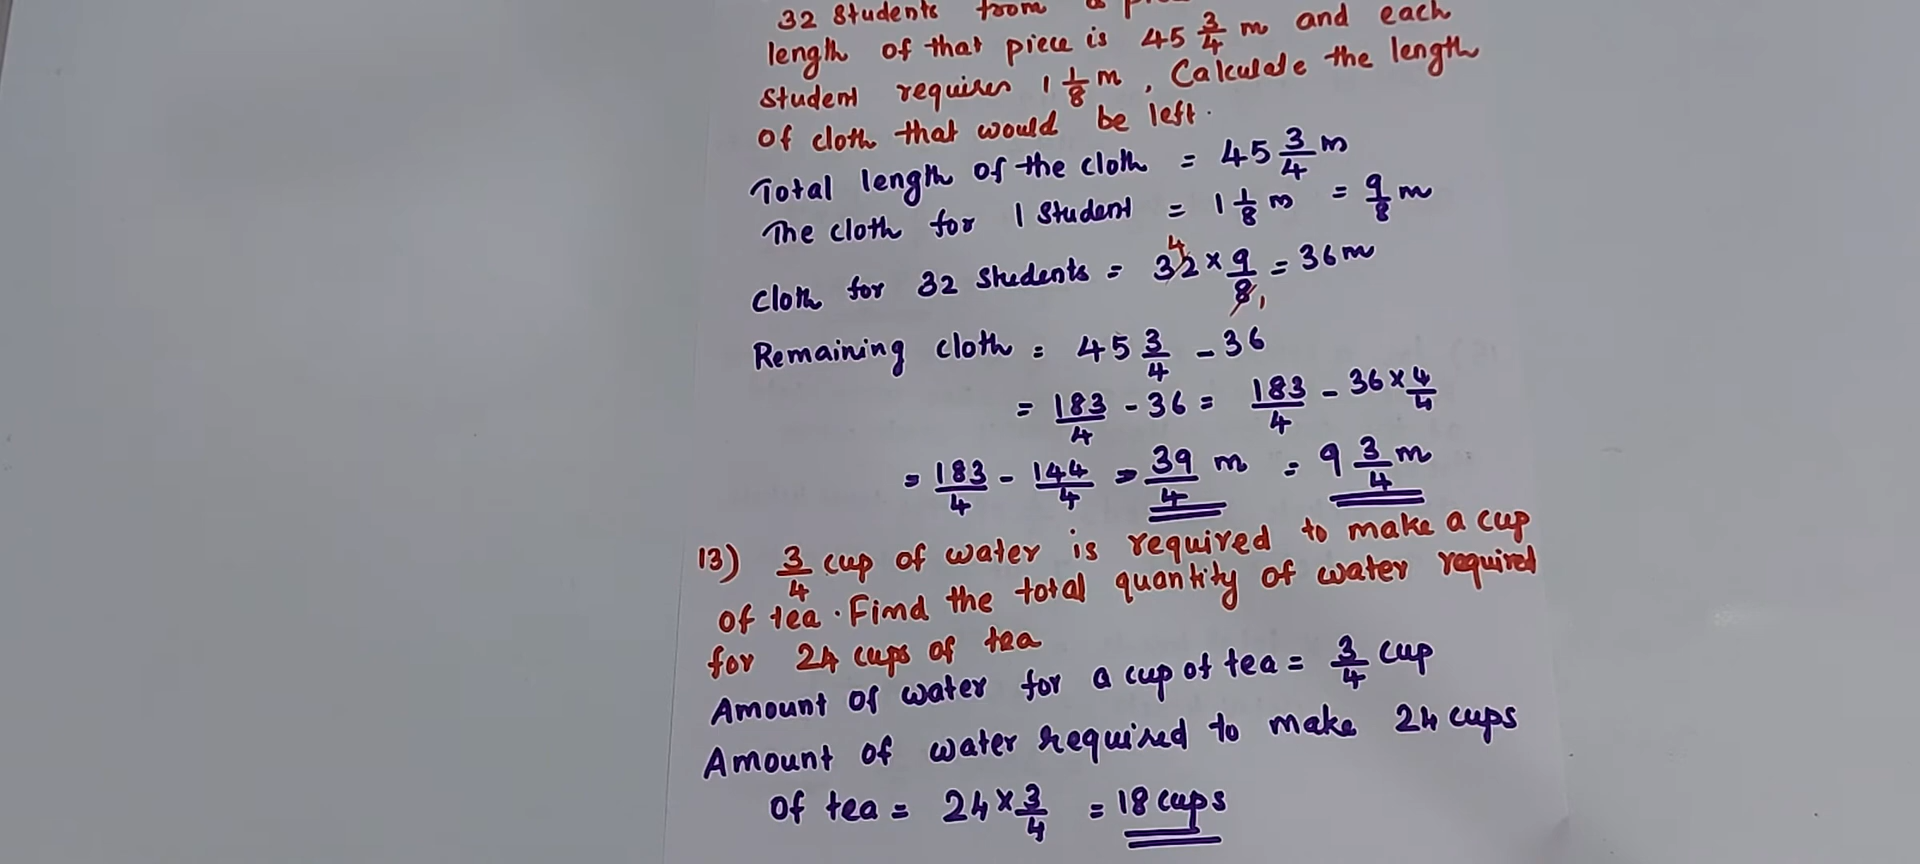 32 students from a
length of that piece is 45 3/4 m and each
student requires 1 1/8 m, Calculate the length
of cloth that would be left.
Total length of the cloth = 45 3/4 m
The cloth for 1 Student = 1 1/8 m = 9/8 m
Cloth for 32 Students = 32 4 × 9/8 1 = 36 m
Remaining cloth = 45 3/4 - 36
= 183/4 - 36 = 183/4 - 36 × 4/4
= 183/4 - 144/4 = 39/4 m = 9 3/4 m
13) 3/4 cup of water is required to make a cup
of tea. Find the total quantity of water required
for 24 cups of tea
Amount of water for a cup of tea = 3/4 cup
Amount of water required to make 24 cups
of tea = 24 × 3/4 = 18 cups